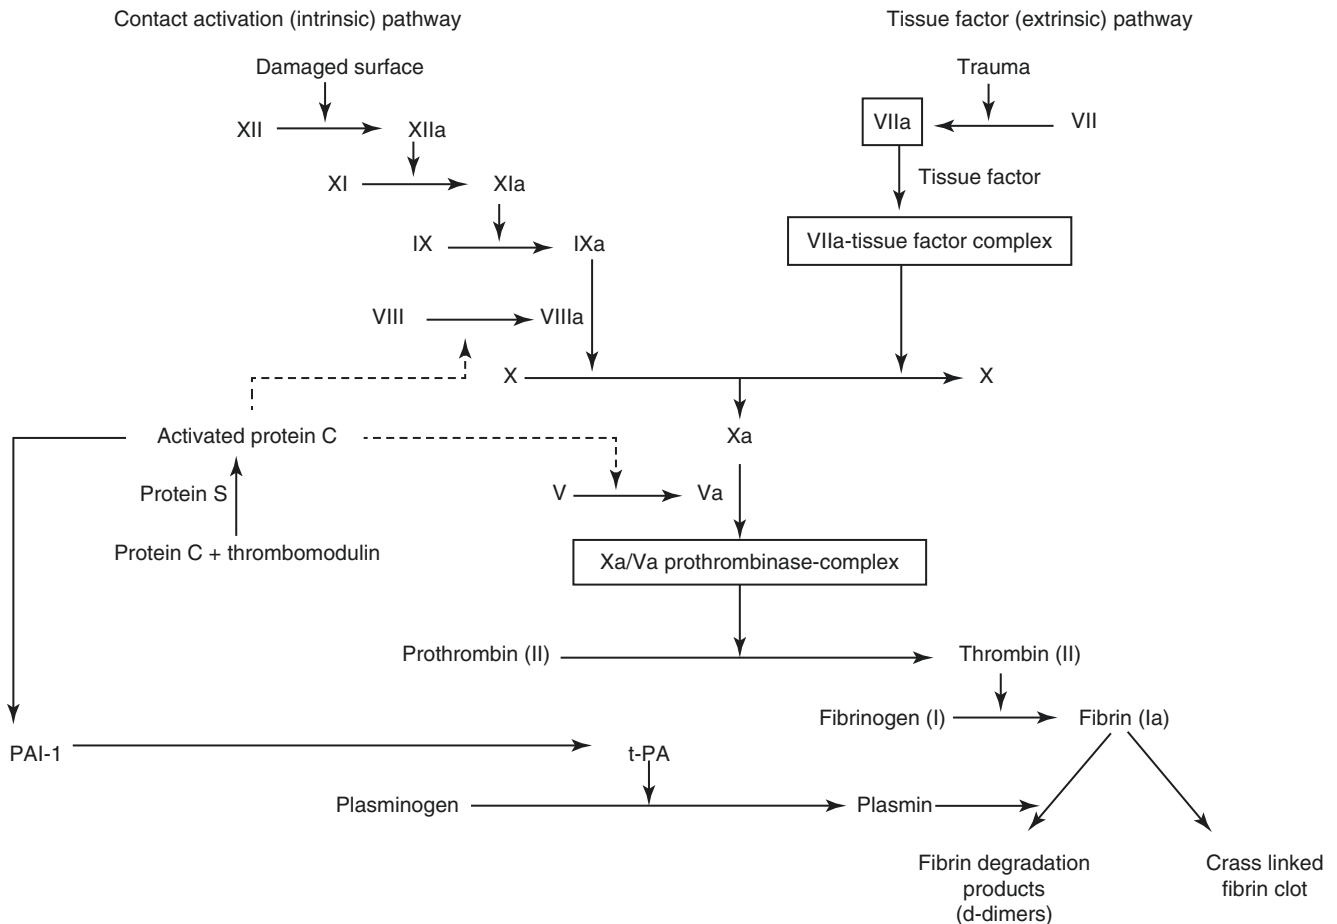 Contact activation (intrinsic) pathway
Tissue factor (extrinsic) pathway
Damaged surface
Trauma
XII
XIIa
VIIa
VII
XI
XIa
Tissue factor
IX
IXa
VIIa-tissue factor complex
VIII
VIIIa
X
X
Activated protein C
Xa
Protein S
V
Va
Protein C + thrombomodulin
Xa/Va prothrombinase-complex
Prothrombin (II)
Thrombin (II)
Fibrinogen (I)
Fibrin (Ia)
PAI-1
t-PA
Plasminogen
Plasmin
Fibrin degradation
products
(d-dimers)
Crass linked
fibrin clot